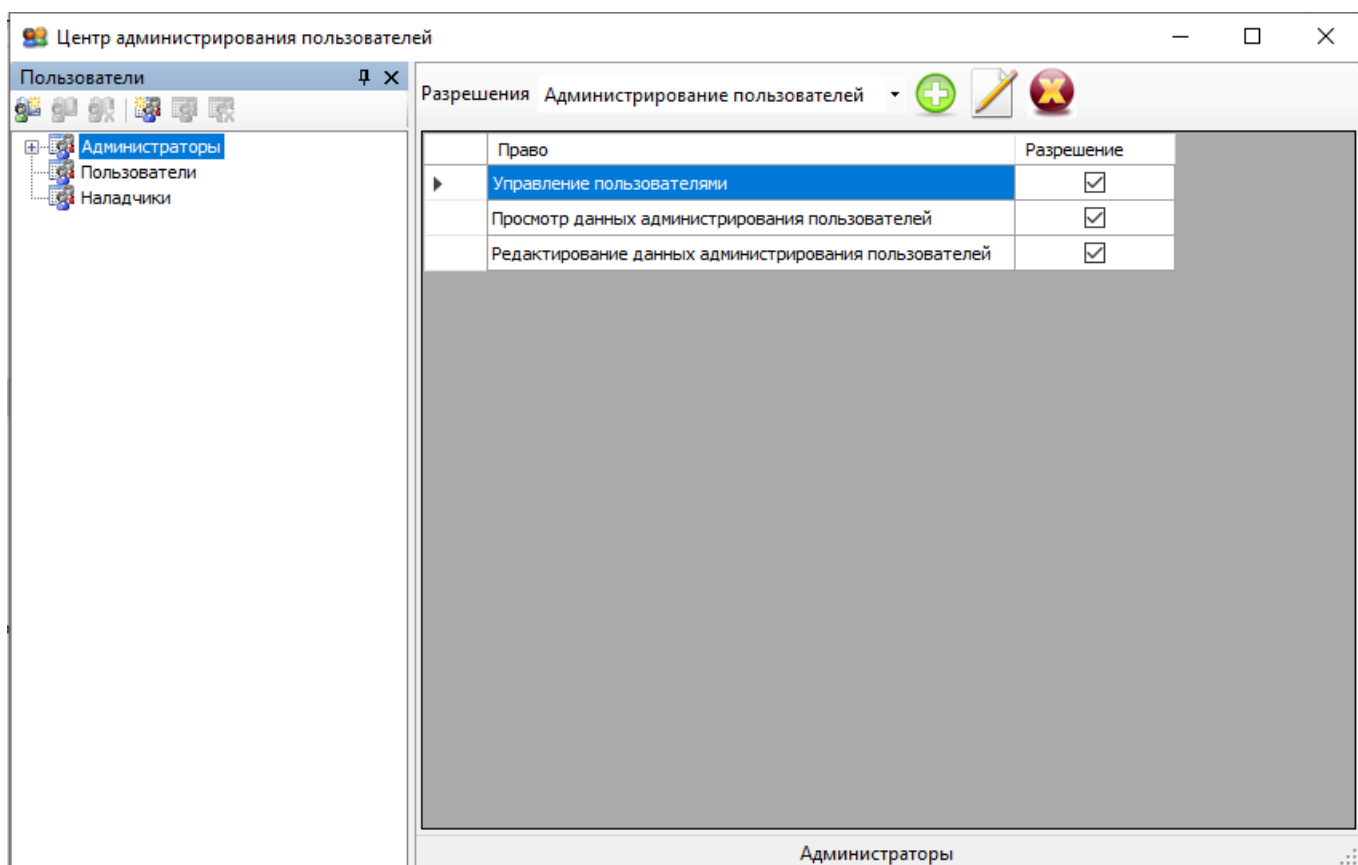 Центр администрирования пользователей
Пользователи
Разрешения Администрирование пользователей
Администраторы
Пользователи
Наладчики
Право Разрешение
Управление пользователями
Просмотр данных администрирования пользователей
Редактирование данных администрирования пользователей
Администраторы